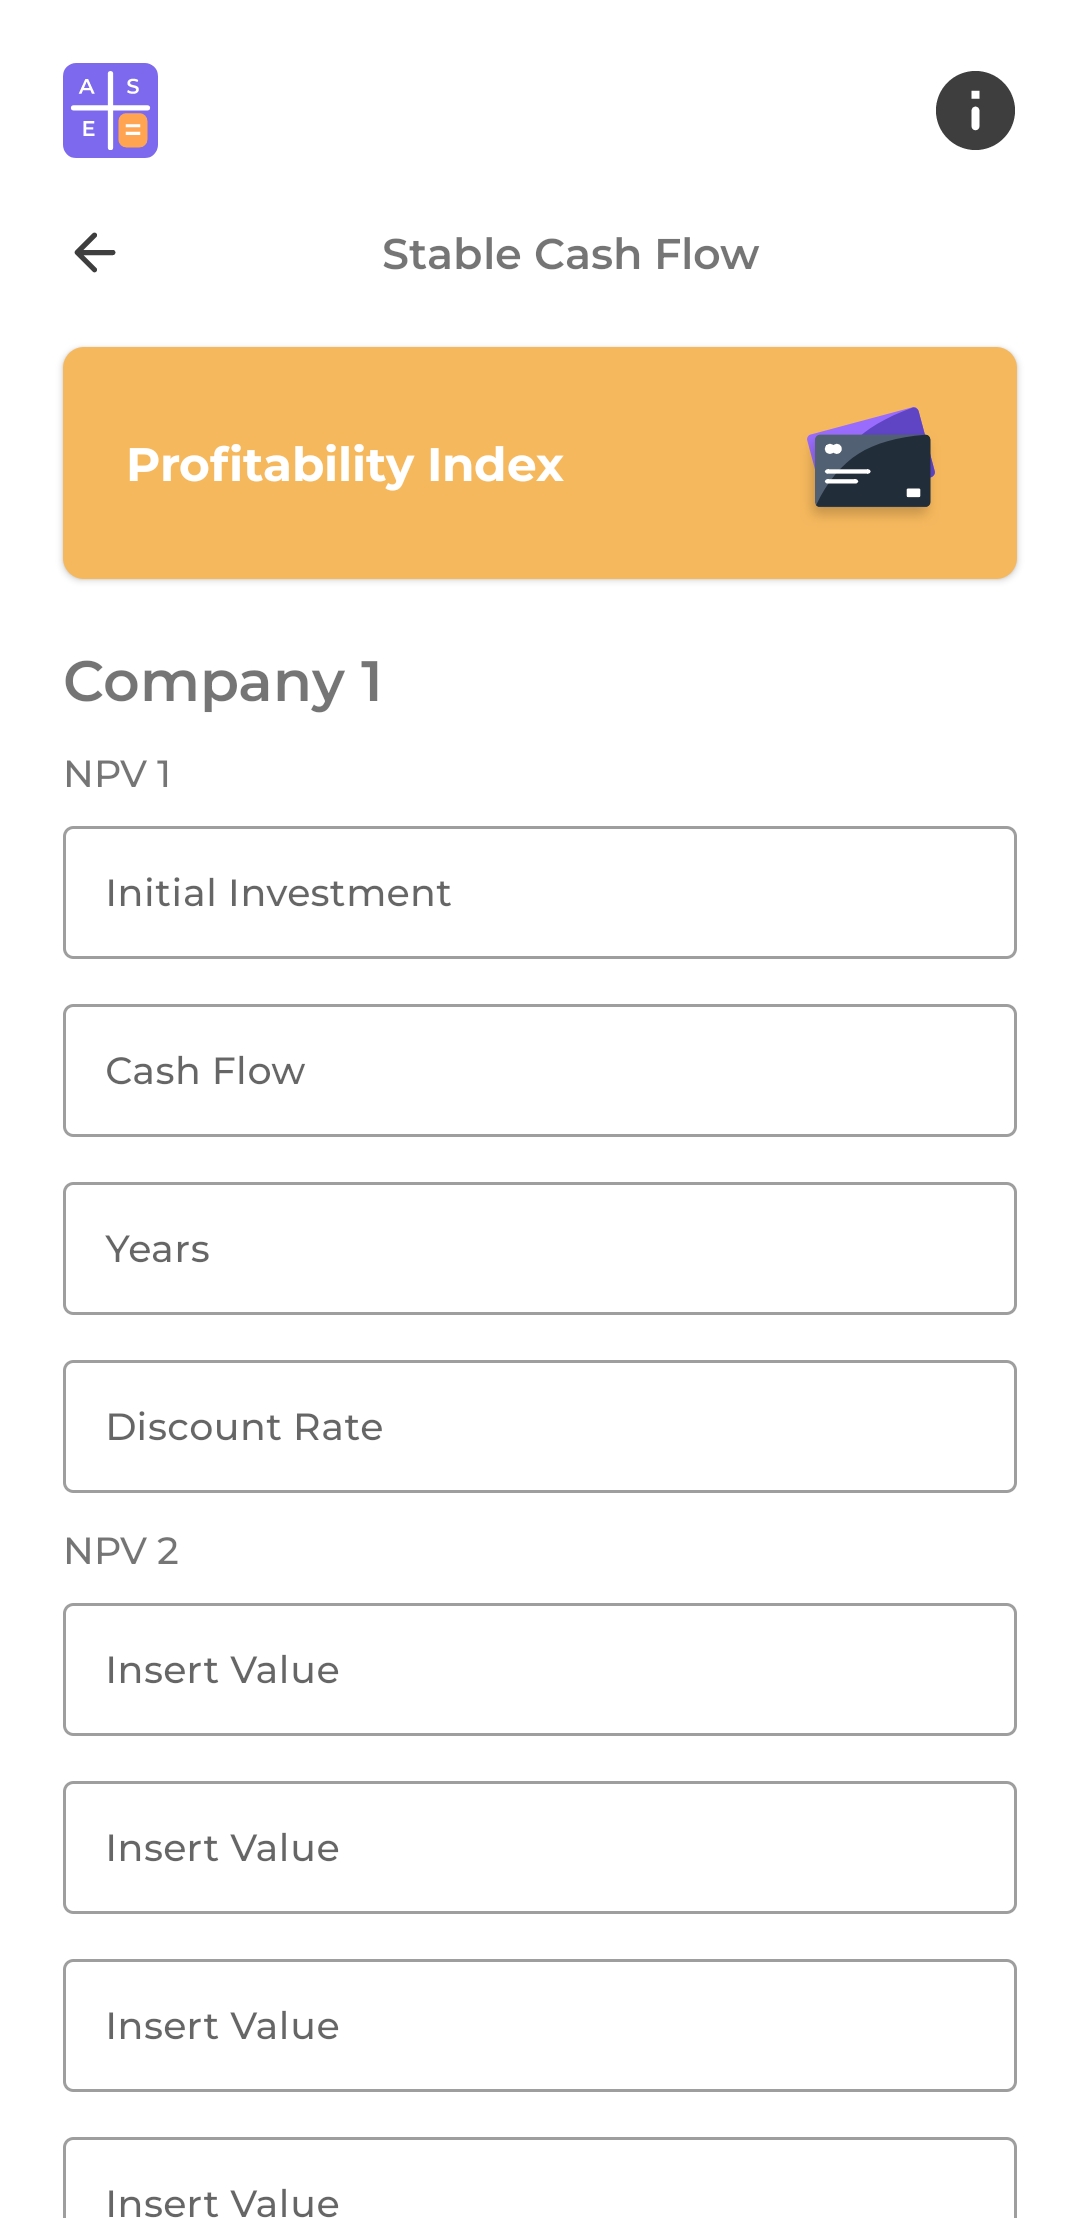 A S
E =
Stable Cash Flow
Profitability Index
Company 1
NPV 1
Initial Investment
Cash Flow
Years
Discount Rate
NPV 2
Insert Value
Insert Value
Insert Value
Insert Value